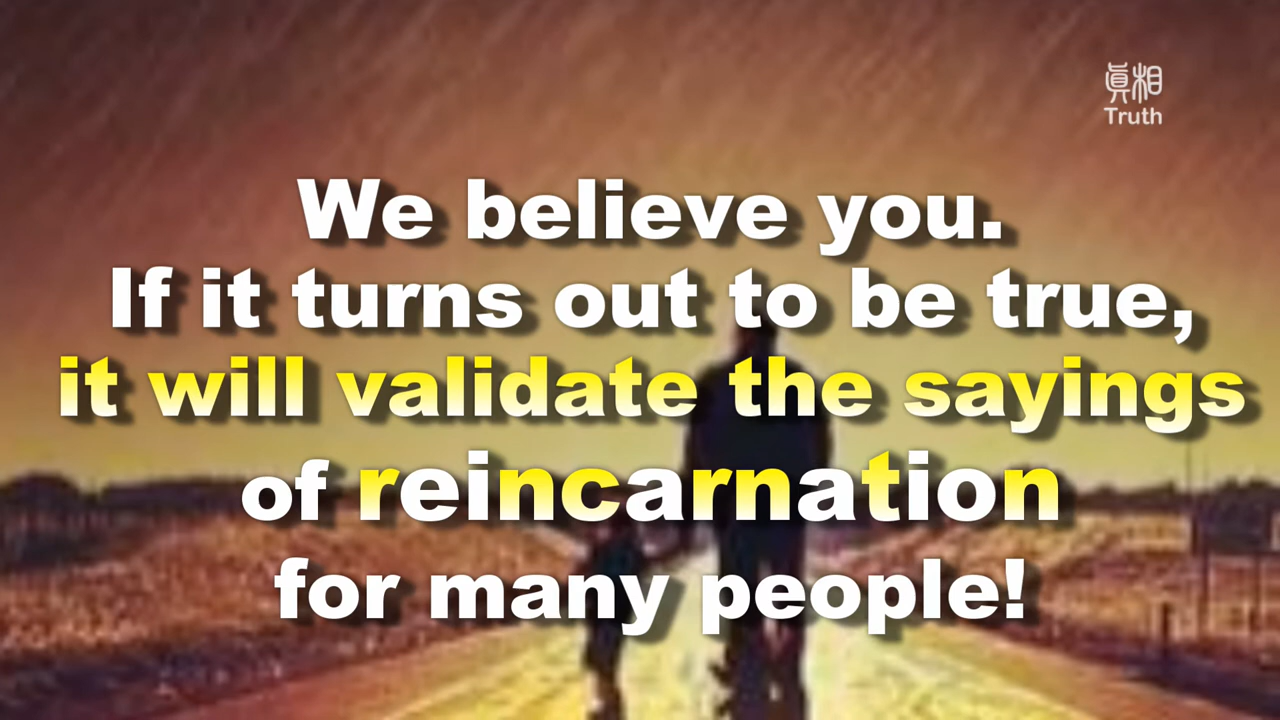 真相
Truth
We believe you.
If it turns out to be true,
it will validate the sayings
of reincarnation
for many people!